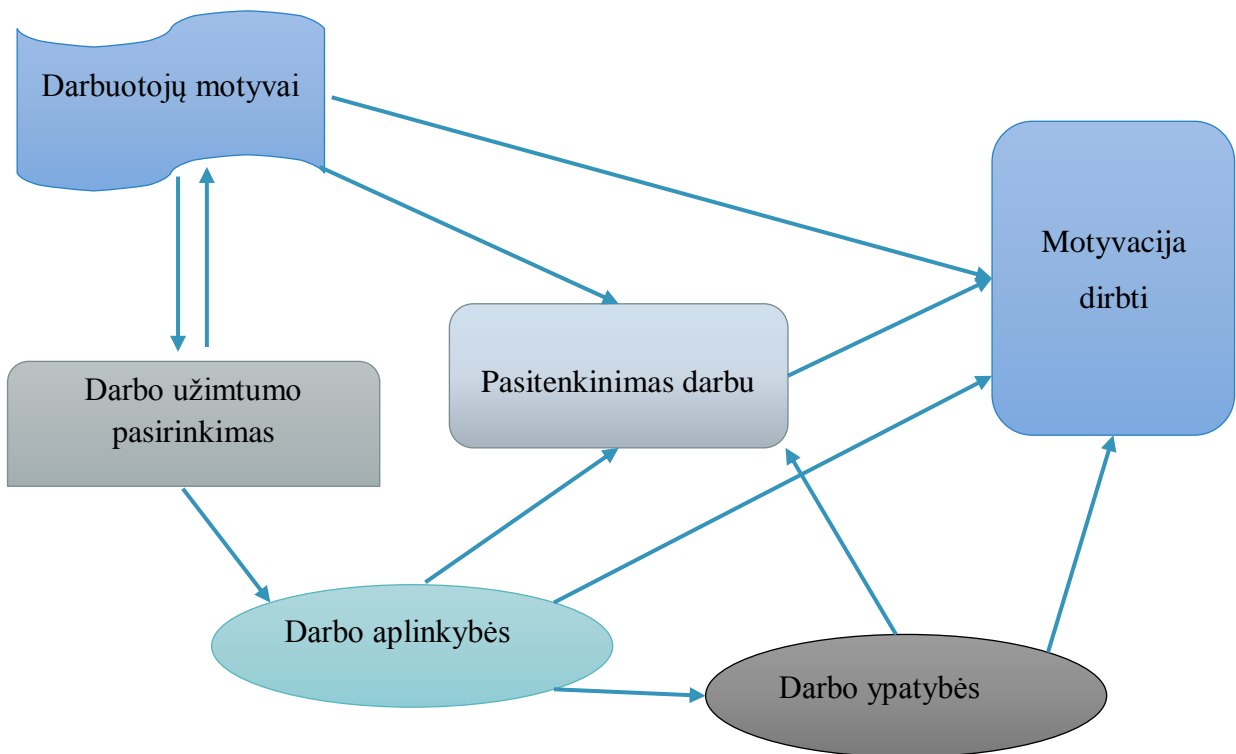 Darbuotojų motyvai
Motyvacija
dirbti
Pasitenkinimas darbu
Darbo užimtumo
pasirinkimas
Darbo aplinkybės
Darbo ypatybės